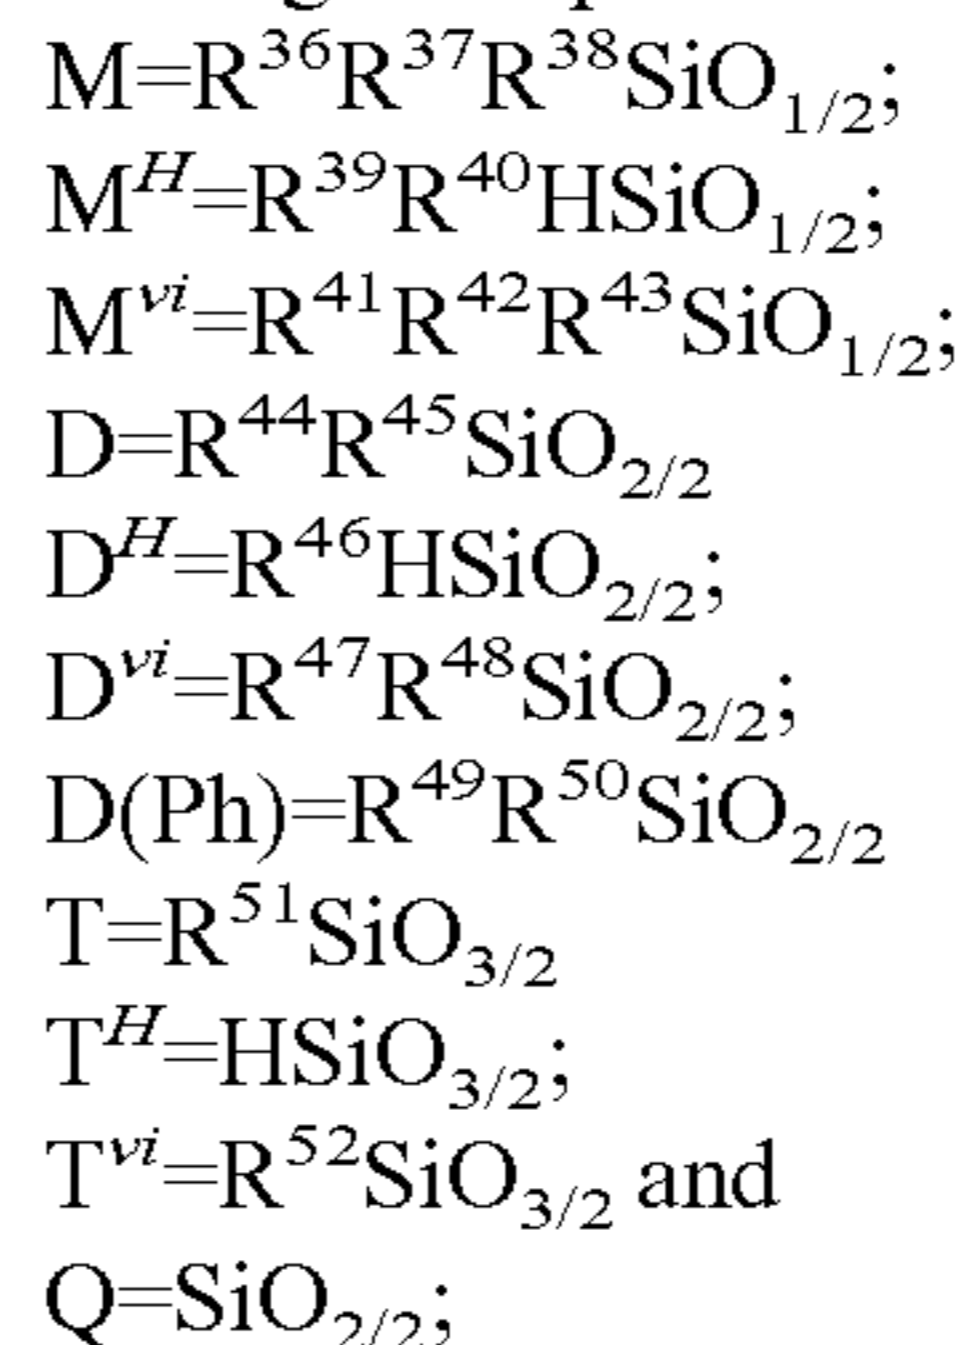 M=R³⁶R³⁷R³⁸SiO₁/₂;
Mᴴ=R³⁹R⁴⁰HSiO₁/₂;
Mᵛⁱ=R⁴¹R⁴²R⁴³SiO₁/₂;
D=R⁴⁴R⁴⁵SiO₂/₂
Dᴴ=R⁴⁶HSiO₂/₂;
Dᵛⁱ=R⁴⁷R⁴⁸SiO₂/₂;
D(Ph)=R⁴⁹R⁵⁰SiO₂/₂
T=R⁵¹SiO₃/₂
Tᴴ=HSiO₃/₂;
Tᵛⁱ=R⁵²SiO₃/₂ and
Q=SiO₂/₂;